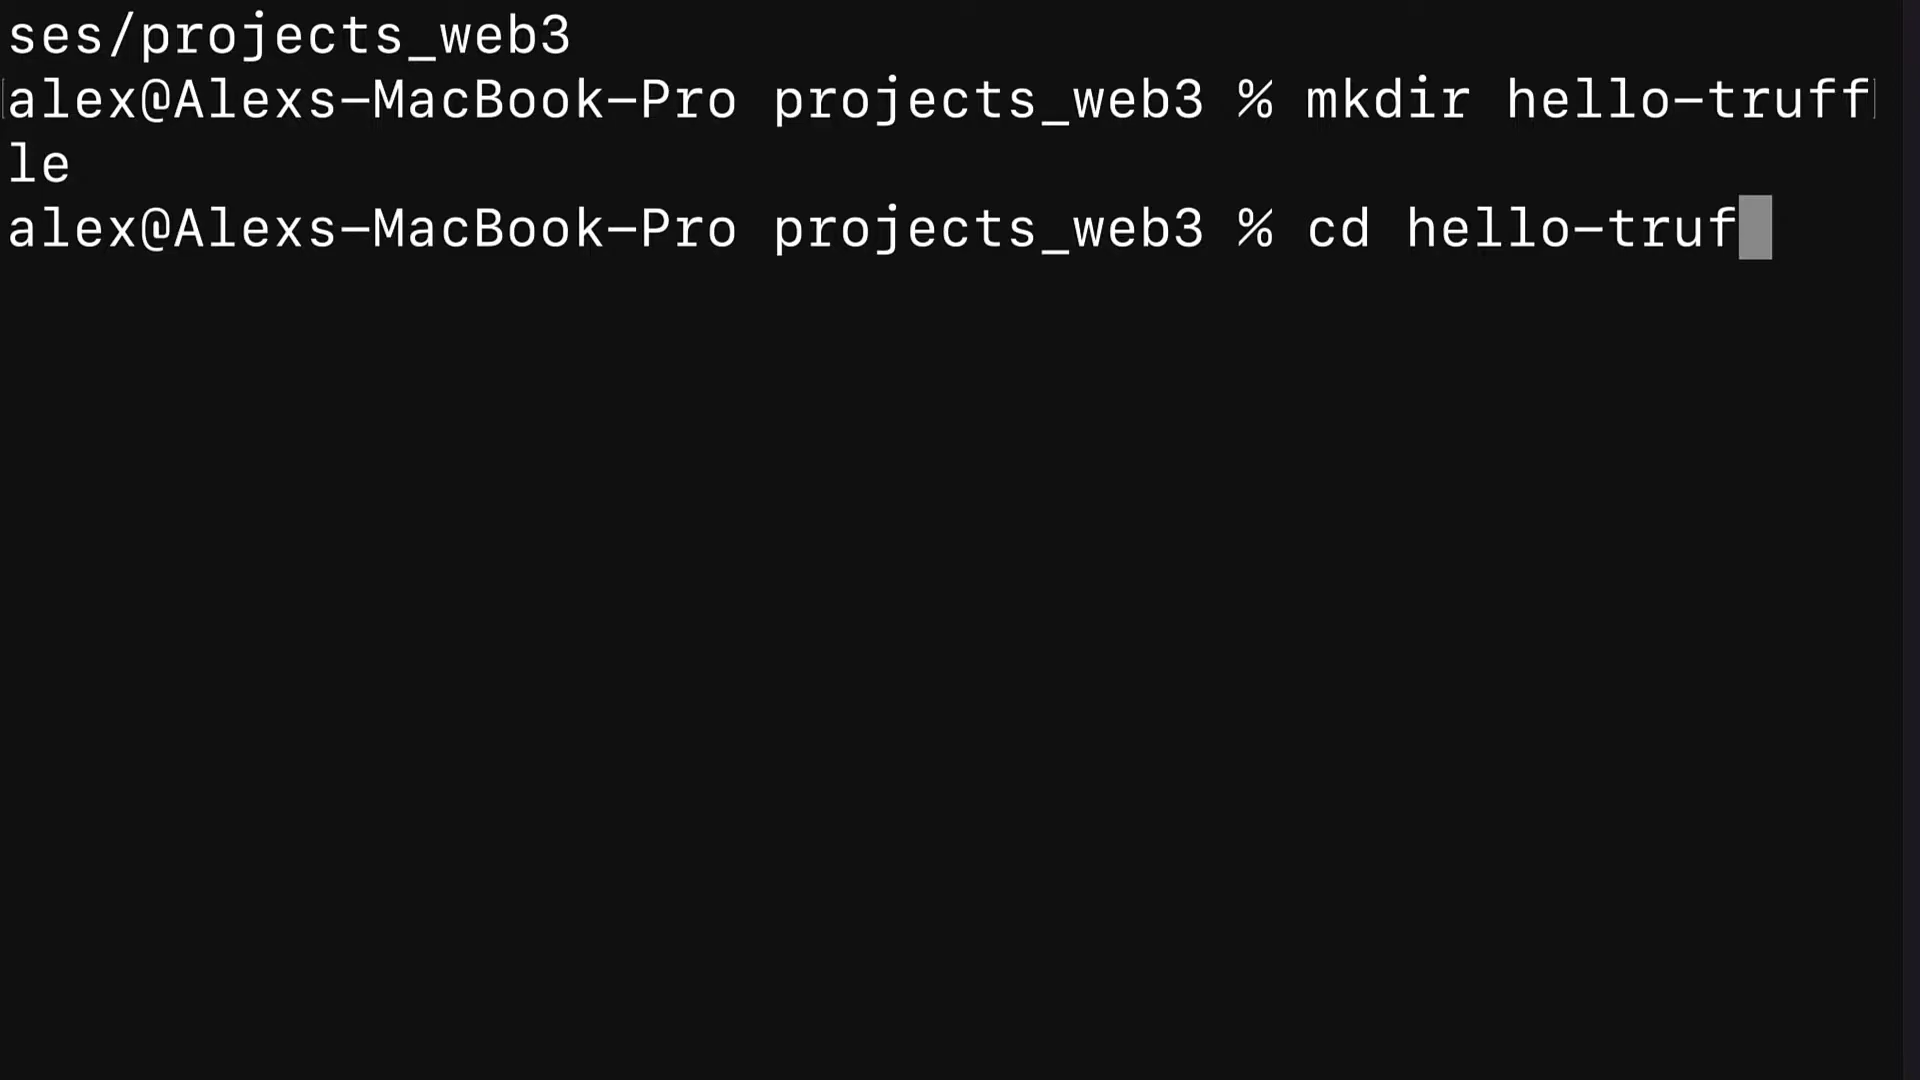 ses/projects_web3
alex@Alexs-MacBook-Pro projects_web3 % mkdir hello-truff
le
alex@Alexs-MacBook-Pro projects_web3 % cd hello-truf